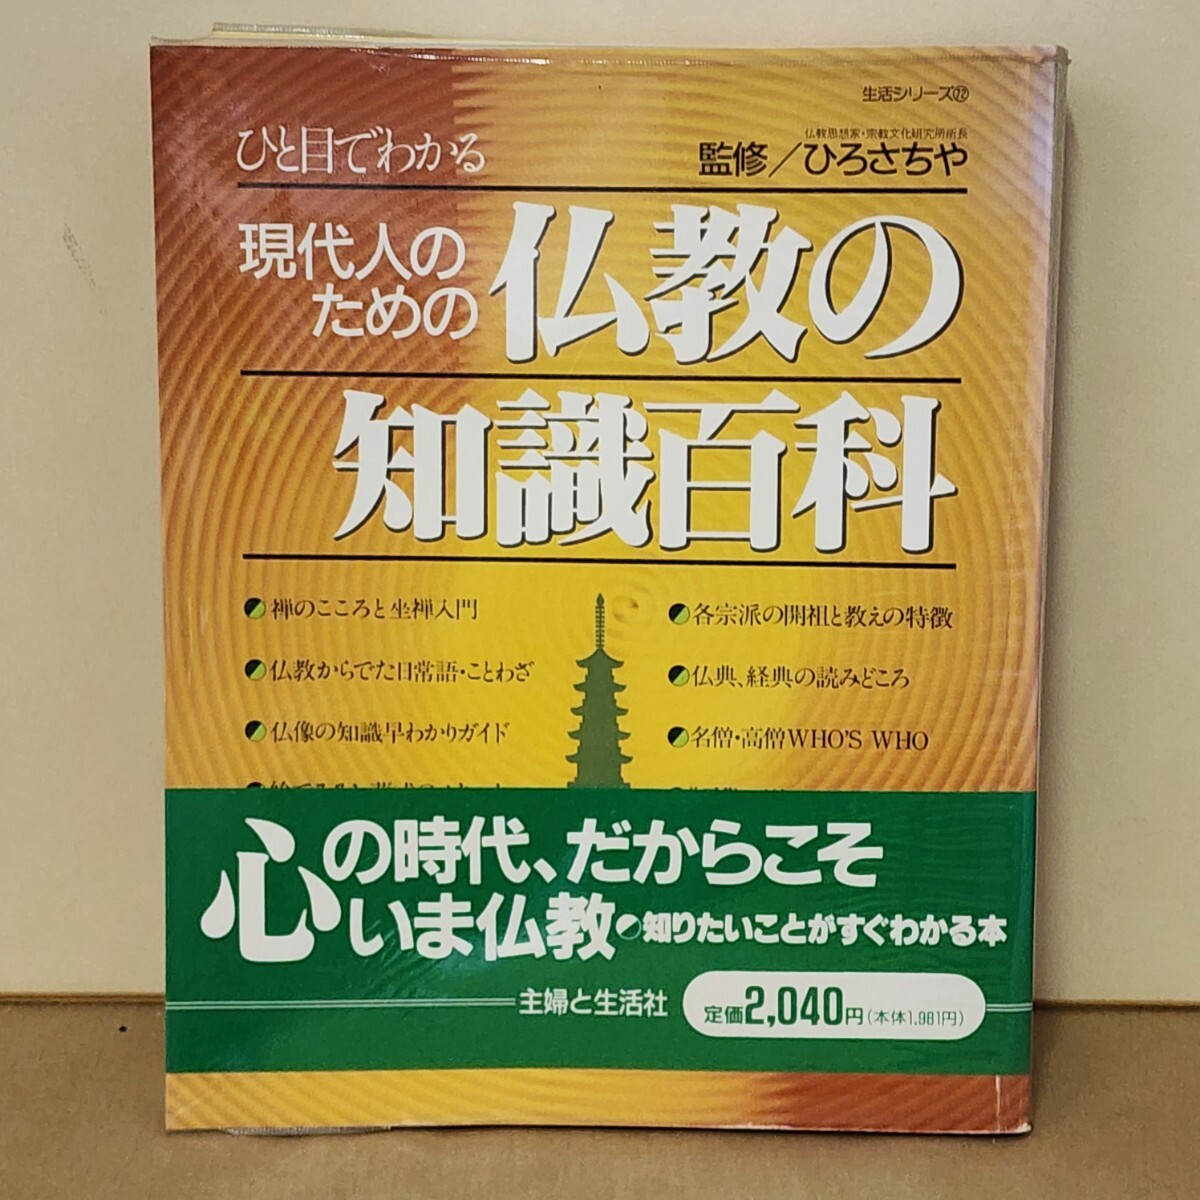 生活シリーズ㉒
ひと目でわかる
仏教思想家・宗教文化研究所所長
監修/ひろさちや
現代人の
ための
仏教の
知識百科
禅のこころと坐禅入門
仏教からでた日常語・ことわざ
仏像の知識早わかりガイド
各宗派の開祖と教えの特徴
仏典、経典の読みどころ
名僧・高僧WHO'S WHO
心の時代、だからこそ
いま仏教
知りたいことがすぐわかる本
主婦と生活社
定価2,040円(本体1,981円)